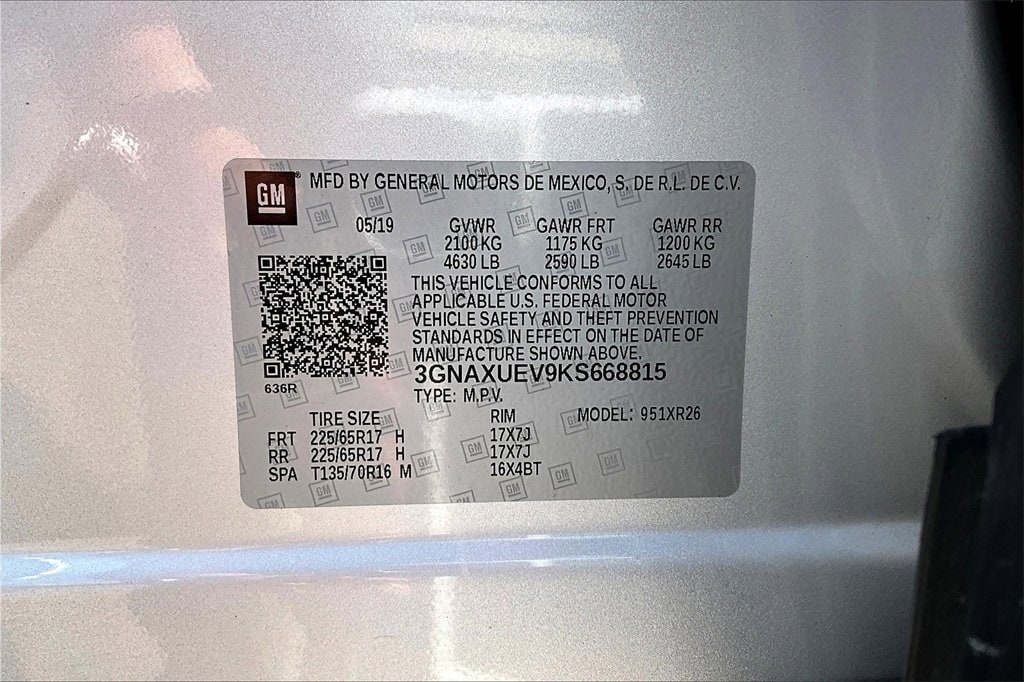 GM® MFD BY GENERAL MOTORS DE MEXICO, S. DE R.L. DE C.V.
05/19 GVWR GAWR FRT GAWR RR
2100 KG 1175 KG 1200 KG
4630 LB 2590 LB 2645 LB
THIS VEHICLE CONFORMS TO ALL
APPLICABLE U.S. FEDERAL MOTOR
VEHICLE SAFETY AND THEFT PREVENTION
STANDARDS IN EFFECT ON THE DATE OF
MANUFACTURE SHOWN ABOVE.
3GNAXUEV9KS668815
636R
TYPE: M.P.V.
TIRE SIZE RIM MODEL: 951XR26
FRT 225/65R17 H 17X7J
RR 225/65R17 H 17X7J
SPA T135/70R16 M 16X4BT